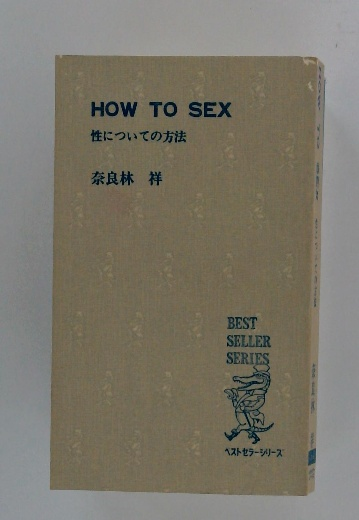 HOW TO SEX
性についての方法
奈良林 祥
BEST
SELLER
SERIES
ベストセラーシリーズ